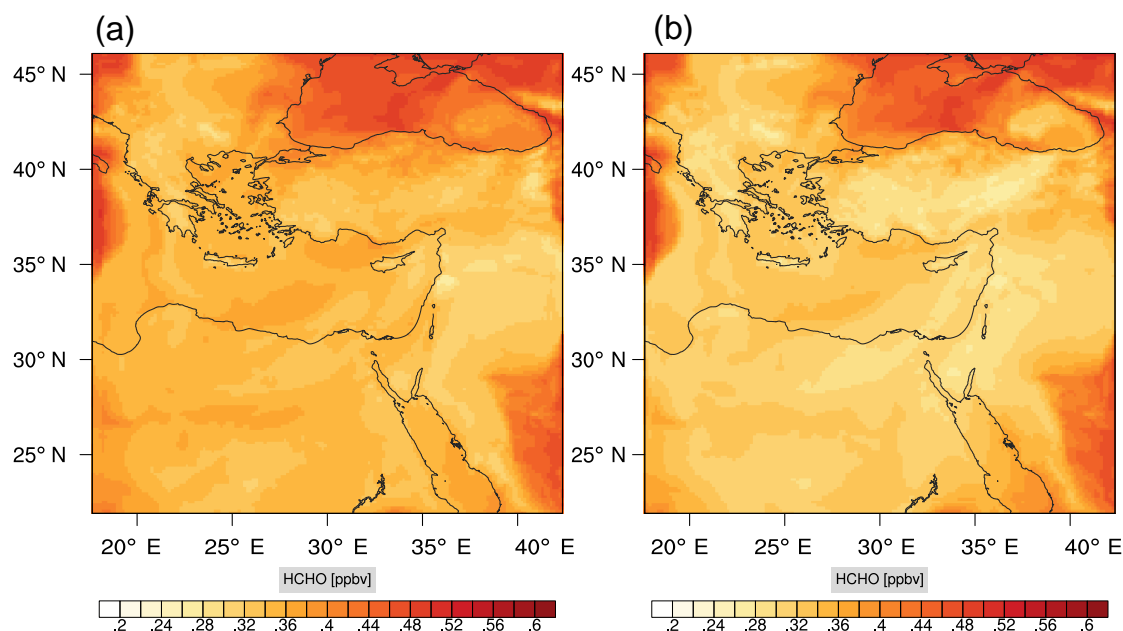 (a) (b)
45° N 45° N
40° N 40° N
35° N 35° N
30° N 30° N
25° N 25° N
20° E 25° E 30° E 35° E 40° E 20° E 25° E 30° E 35° E 40° E
HCHO [ppbv] HCHO [ppbv]
.2 .24 .28 .32 .36 .4 .44 .48 .52 .56 .6 .2 .24 .28 .32 .36 .4 .44 .48 .52 .56 .6